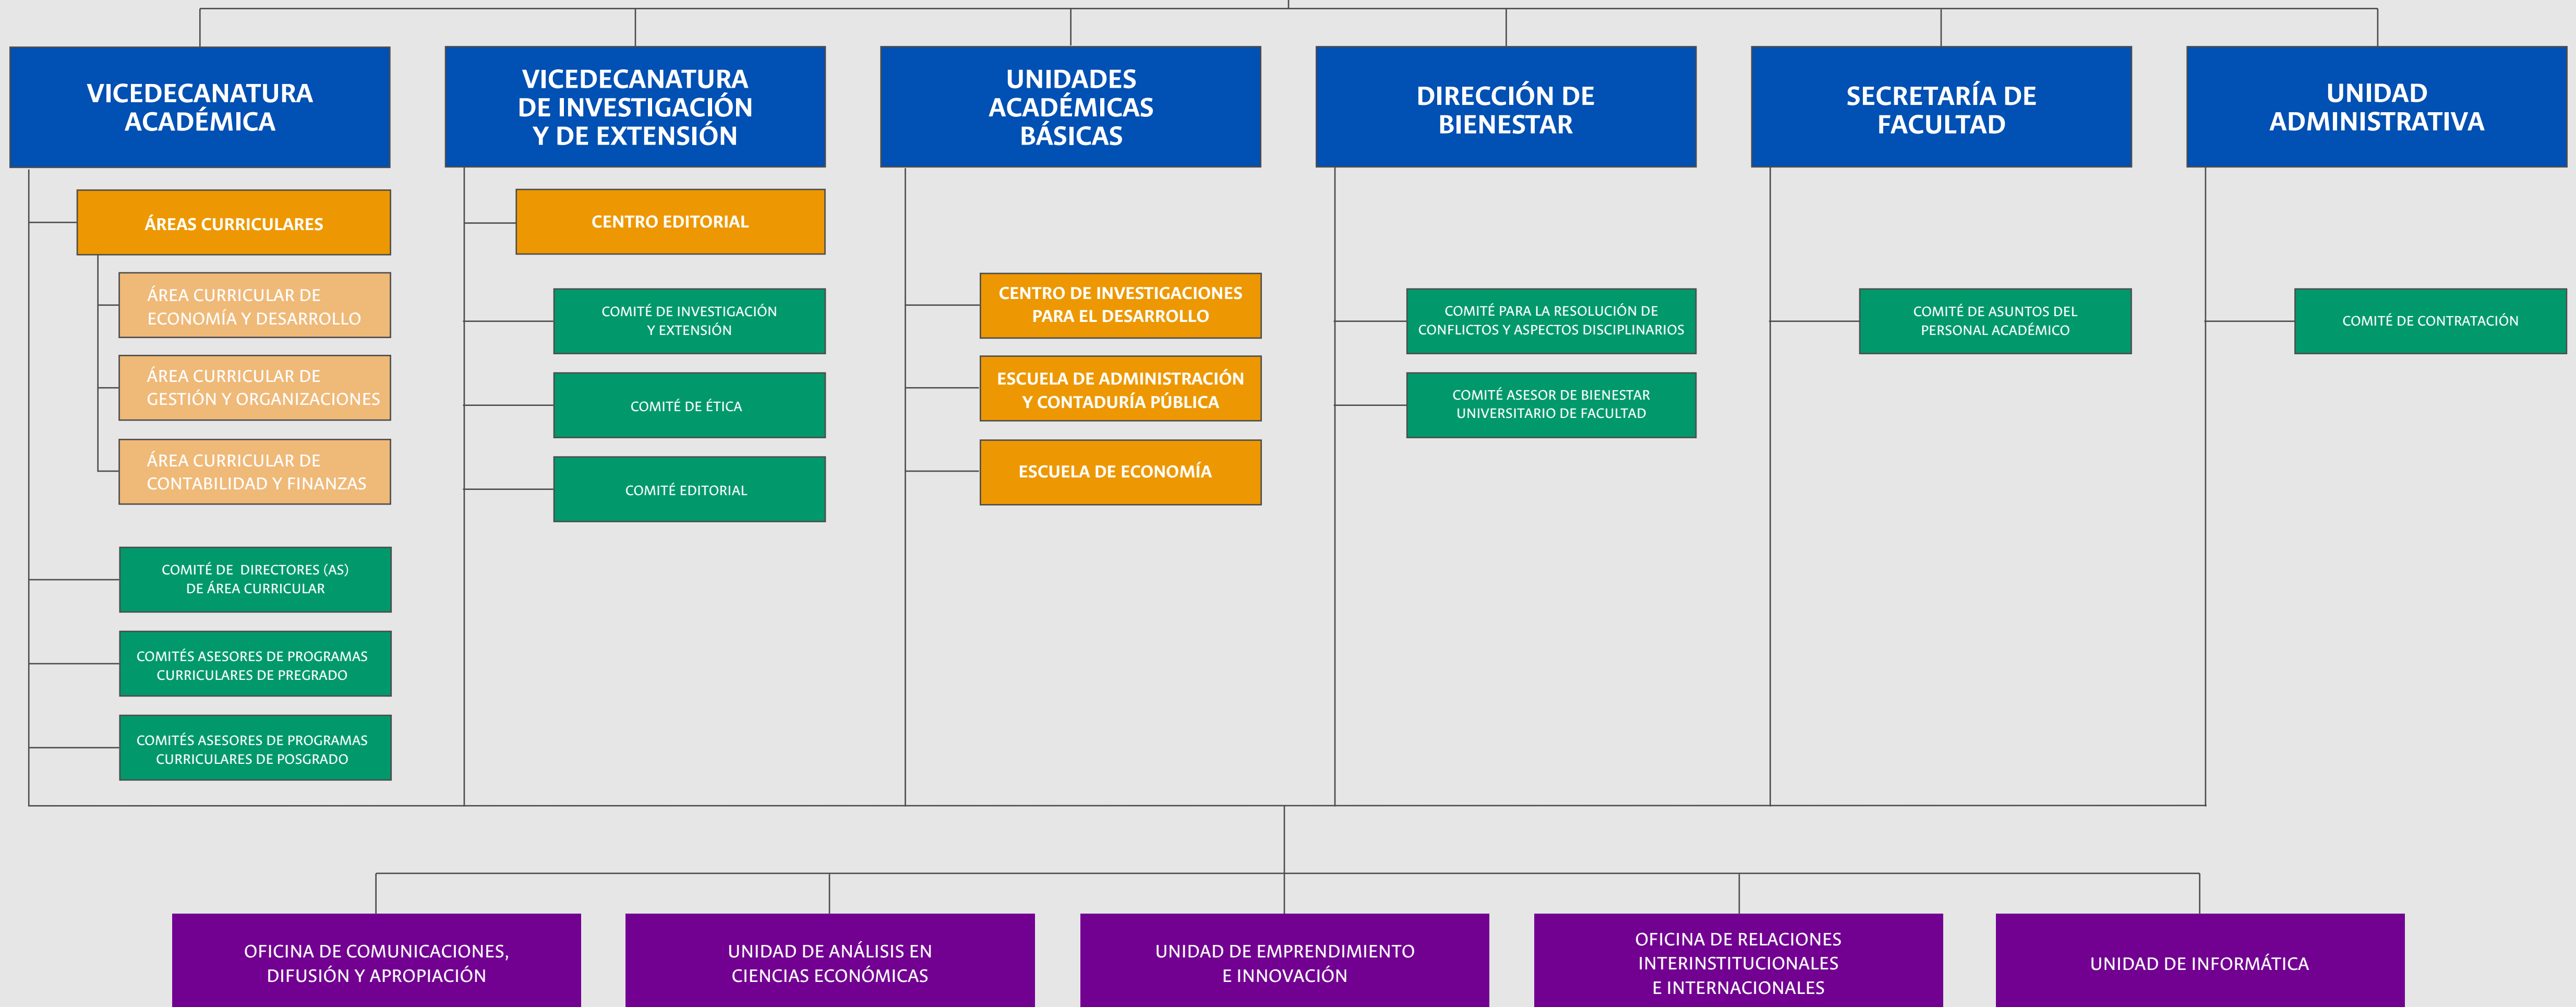 VICEDECANATURA
ACADÉMICA
VICEDECANATURA
DE INVESTIGACIÓN
Y DE EXTENSIÓN
UNIDADES
ACADÉMICAS
BÁSICAS
DIRECCIÓN DE
BIENESTAR
SECRETARÍA DE
FACULTAD
UNIDAD
ADMINISTRATIVA
ÁREAS CURRICULARES
ÁREA CURRICULAR DE
ECONOMÍA Y DESARROLLO
ÁREA CURRICULAR DE
GESTIÓN Y ORGANIZACIONES
ÁREA CURRICULAR DE
CONTABILIDAD Y FINANZAS
COMITÉ DE DIRECTORES (AS)
DE ÁREA CURRICULAR
COMITÉS ASESORES DE PROGRAMAS
CURRICULARES DE PREGRADO
COMITÉS ASESORES DE PROGRAMAS
CURRICULARES DE POSGRADO
CENTRO EDITORIAL
COMITÉ DE INVESTIGACIÓN
Y EXTENSIÓN
COMITÉ DE ÉTICA
COMITÉ EDITORIAL
CENTRO DE INVESTIGACIONES
PARA EL DESARROLLO
ESCUELA DE ADMINISTRACIÓN
Y CONTADURÍA PÚBLICA
ESCUELA DE ECONOMÍA
COMITÉ PARA LA RESOLUCIÓN DE
CONFLICTOS Y ASPECTOS DISCIPLINARIOS
COMITÉ ASESOR DE BIENESTAR
UNIVERSITARIO DE FACULTAD
COMITÉ DE ASUNTOS DEL
PERSONAL ACADÉMICO
COMITÉ DE CONTRATACIÓN
OFICINA DE COMUNICACIONES,
DIFUSIÓN Y APROPIACIÓN
UNIDAD DE ANÁLISIS EN
CIENCIAS ECONÓMICAS
UNIDAD DE EMPRENDIMIENTO
E INNOVACIÓN
OFICINA DE RELACIONES
INTERINSTITUCIONALES
E INTERNACIONALES
UNIDAD DE INFORMÁTICA